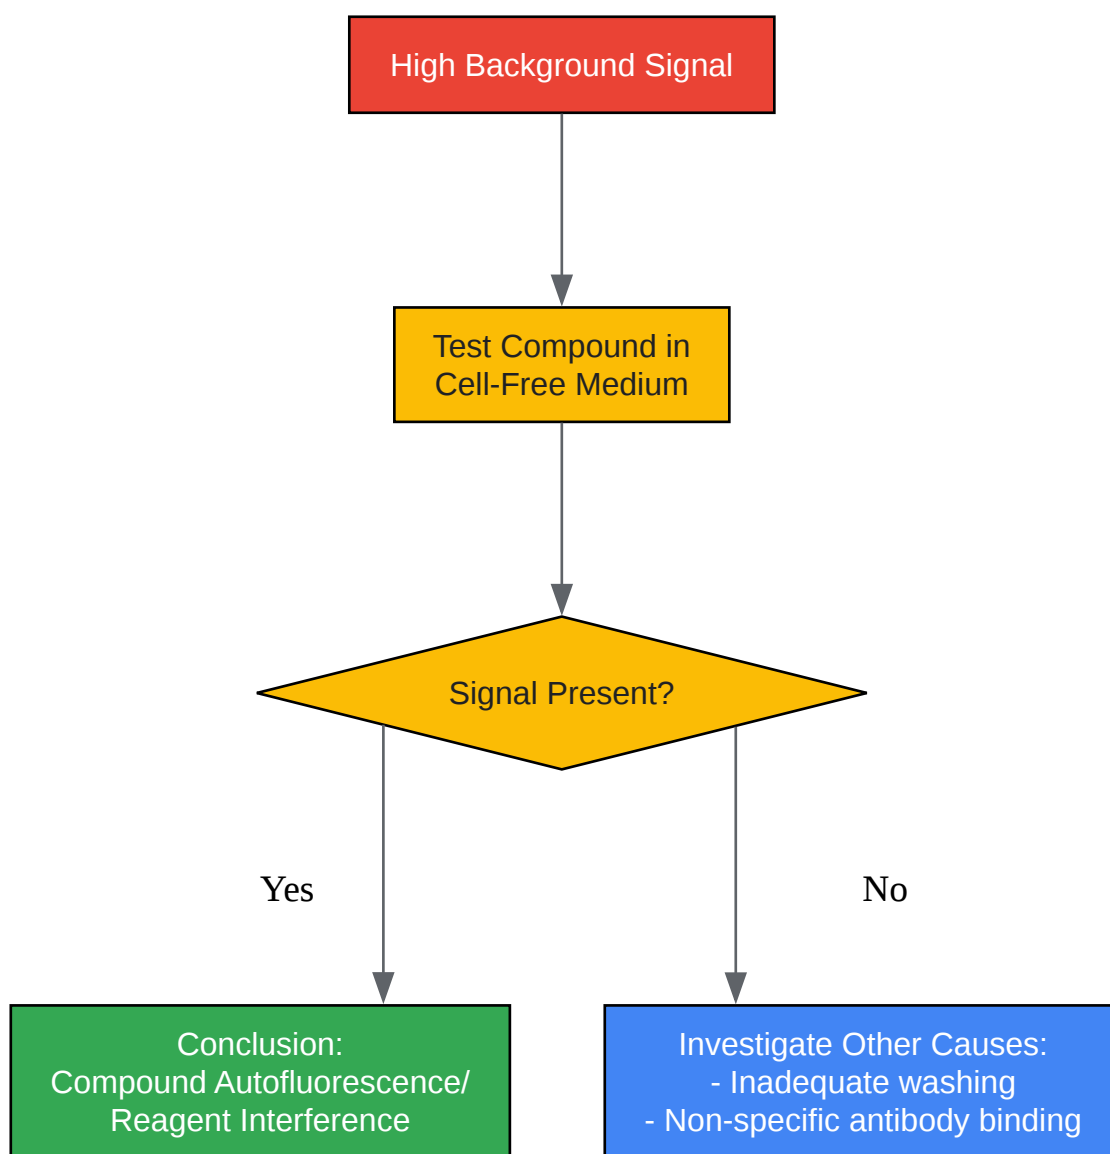 High Background Signal
Test Compound in
Cell-Free Medium
Signal Present?
Yes
No
Conclusion:
Compound Autofluorescence/
Reagent Interference
Investigate Other Causes:
- Inadequate washing
- Non-specific antibody binding